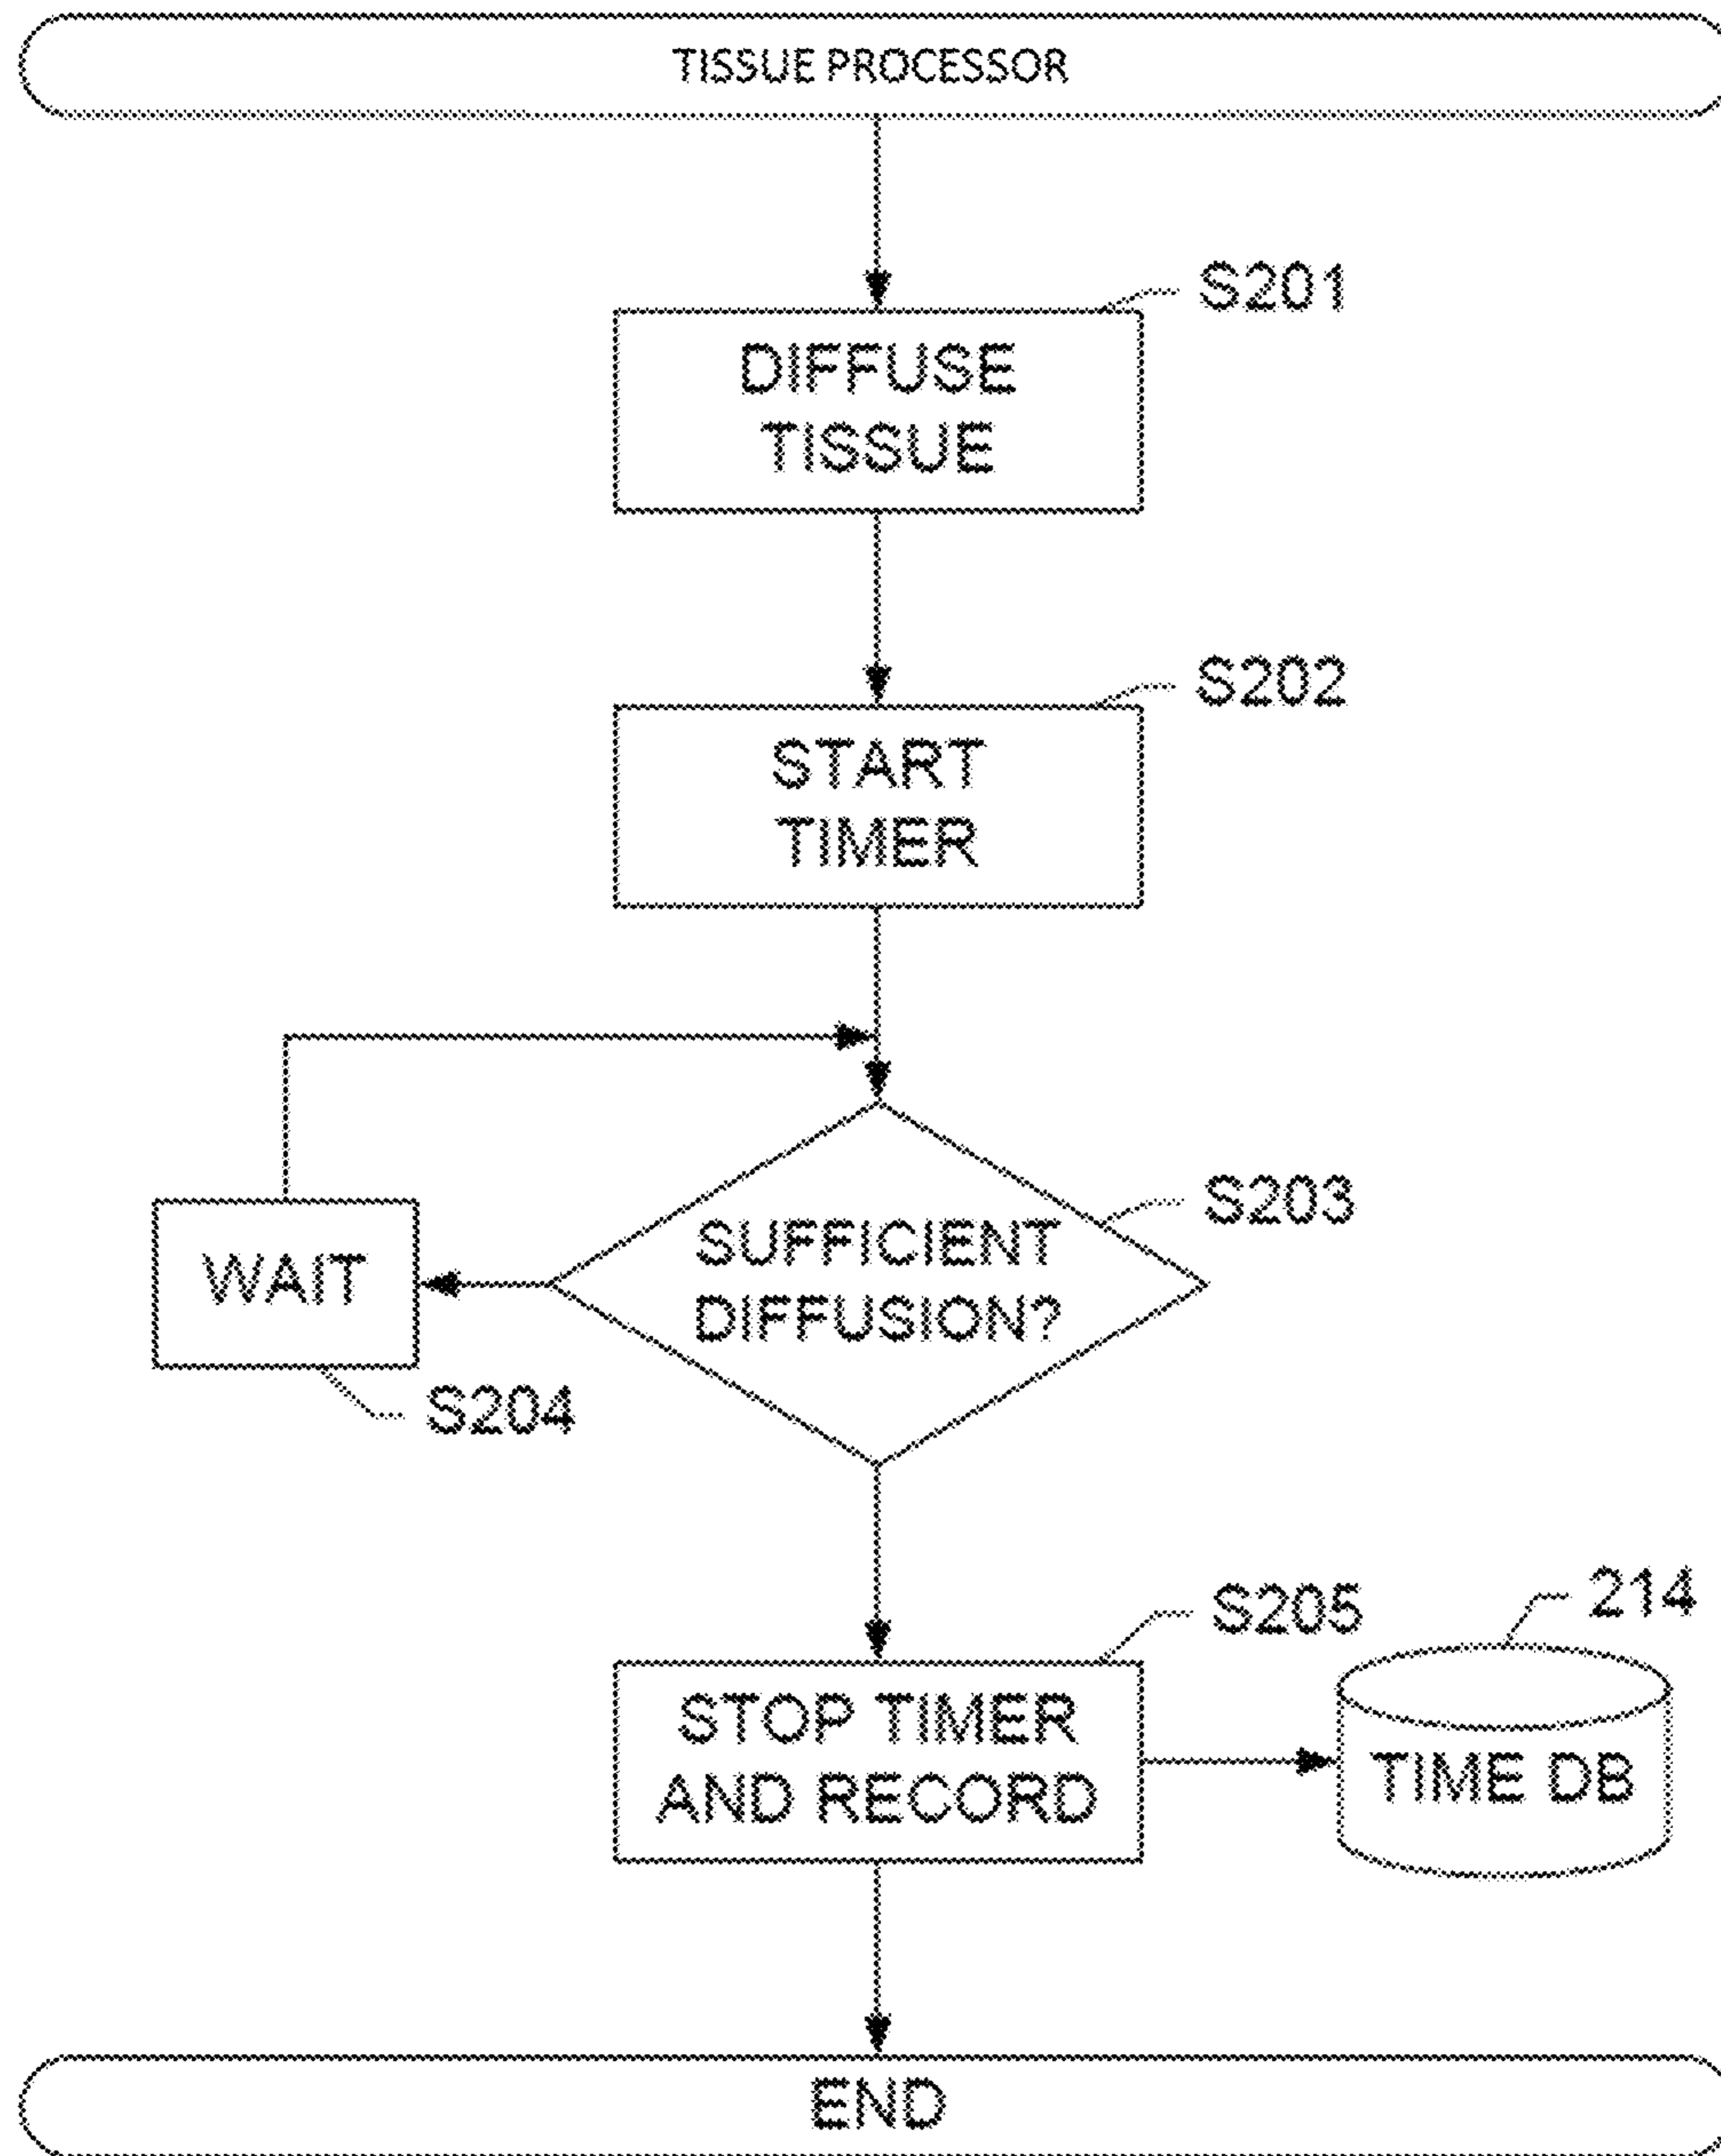 TISSUE PROCESSOR
S201
DIFFUSE
TISSUE
S202
START
TIMER
S203
SUFFICIENT
DIFFUSION?
WAIT
S204
S205
214
STOP TIMER
AND RECORD
TIME DB
END